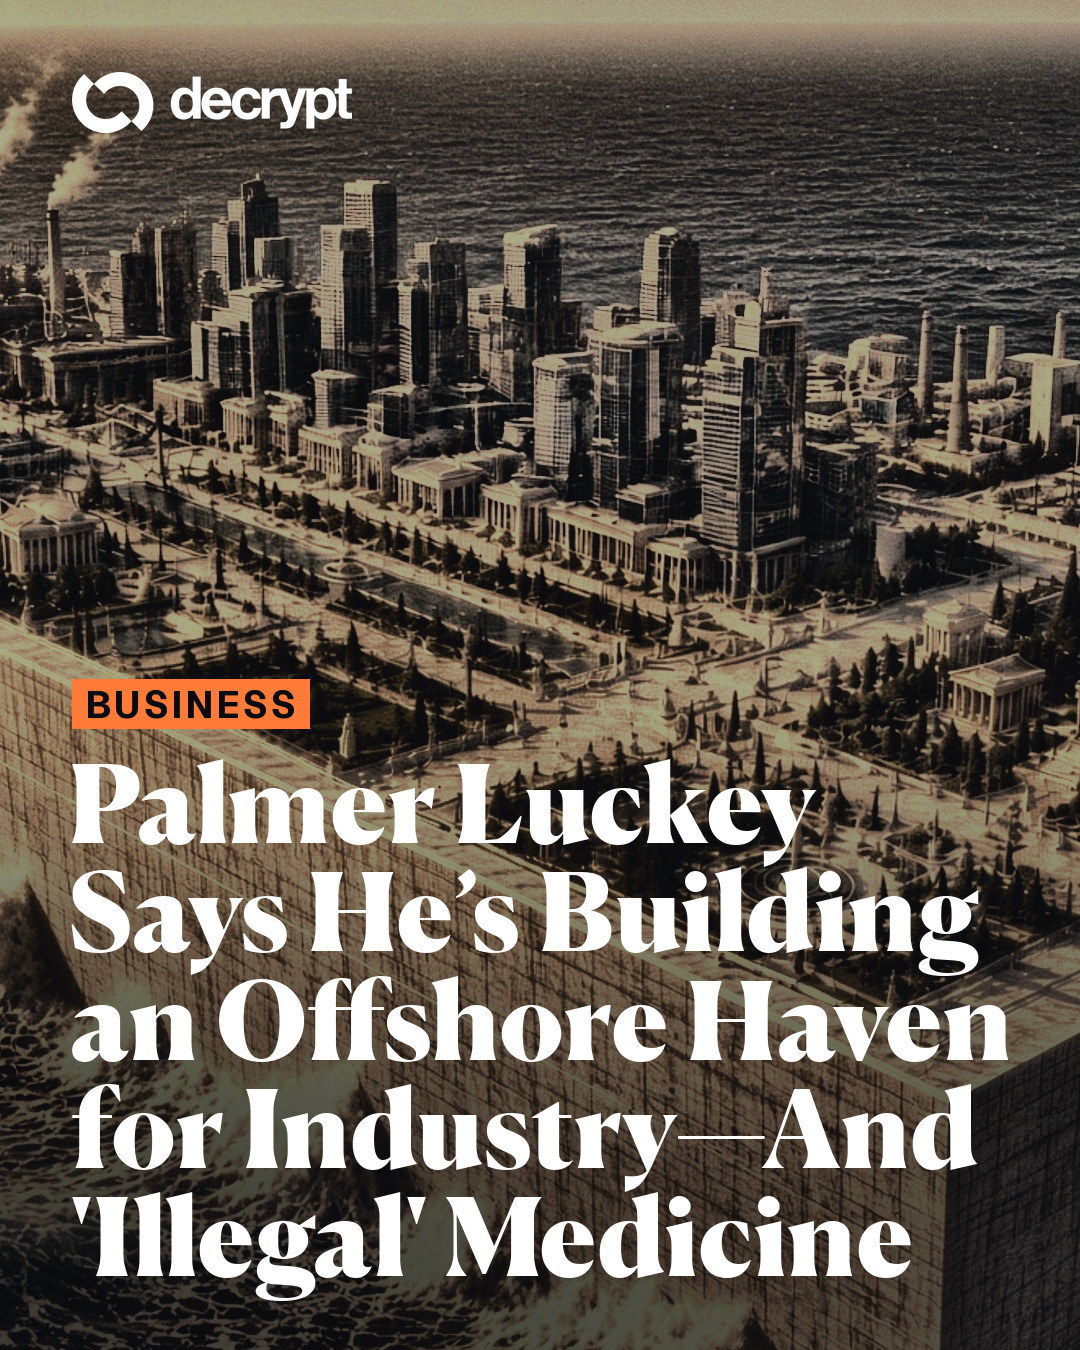 decrypt
BUSINESS
Palmer Luckey
Says He’s Building
an Offshore Haven
for Industry—And
'Illegal' Medicine